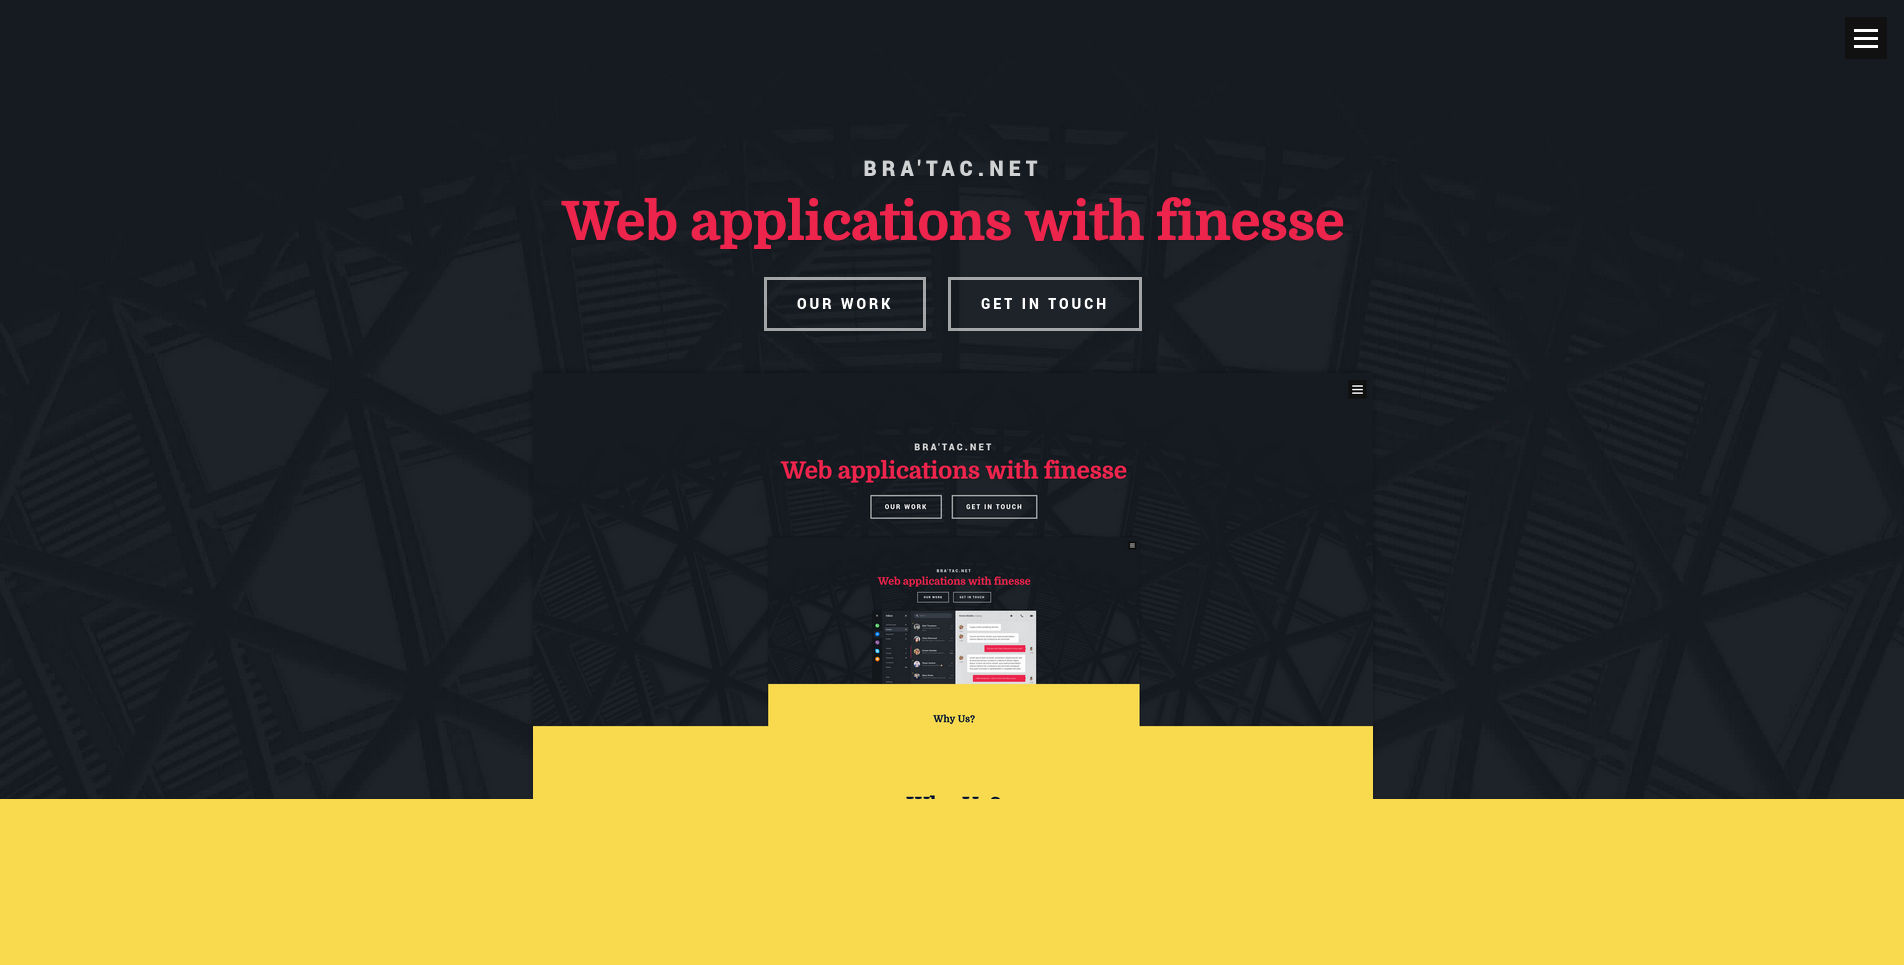 BRA'TAC.NET
Web applications with finesse
OUR WORK
GET IN TOUCH
BRA'TAC.NET
Web applications with finesse
OUR WORK
GET IN TOUCH
BRA'TAC.NET
Web applications with finesse
OUR WORK
GET IN TOUCH
Why Us?
Why Us?